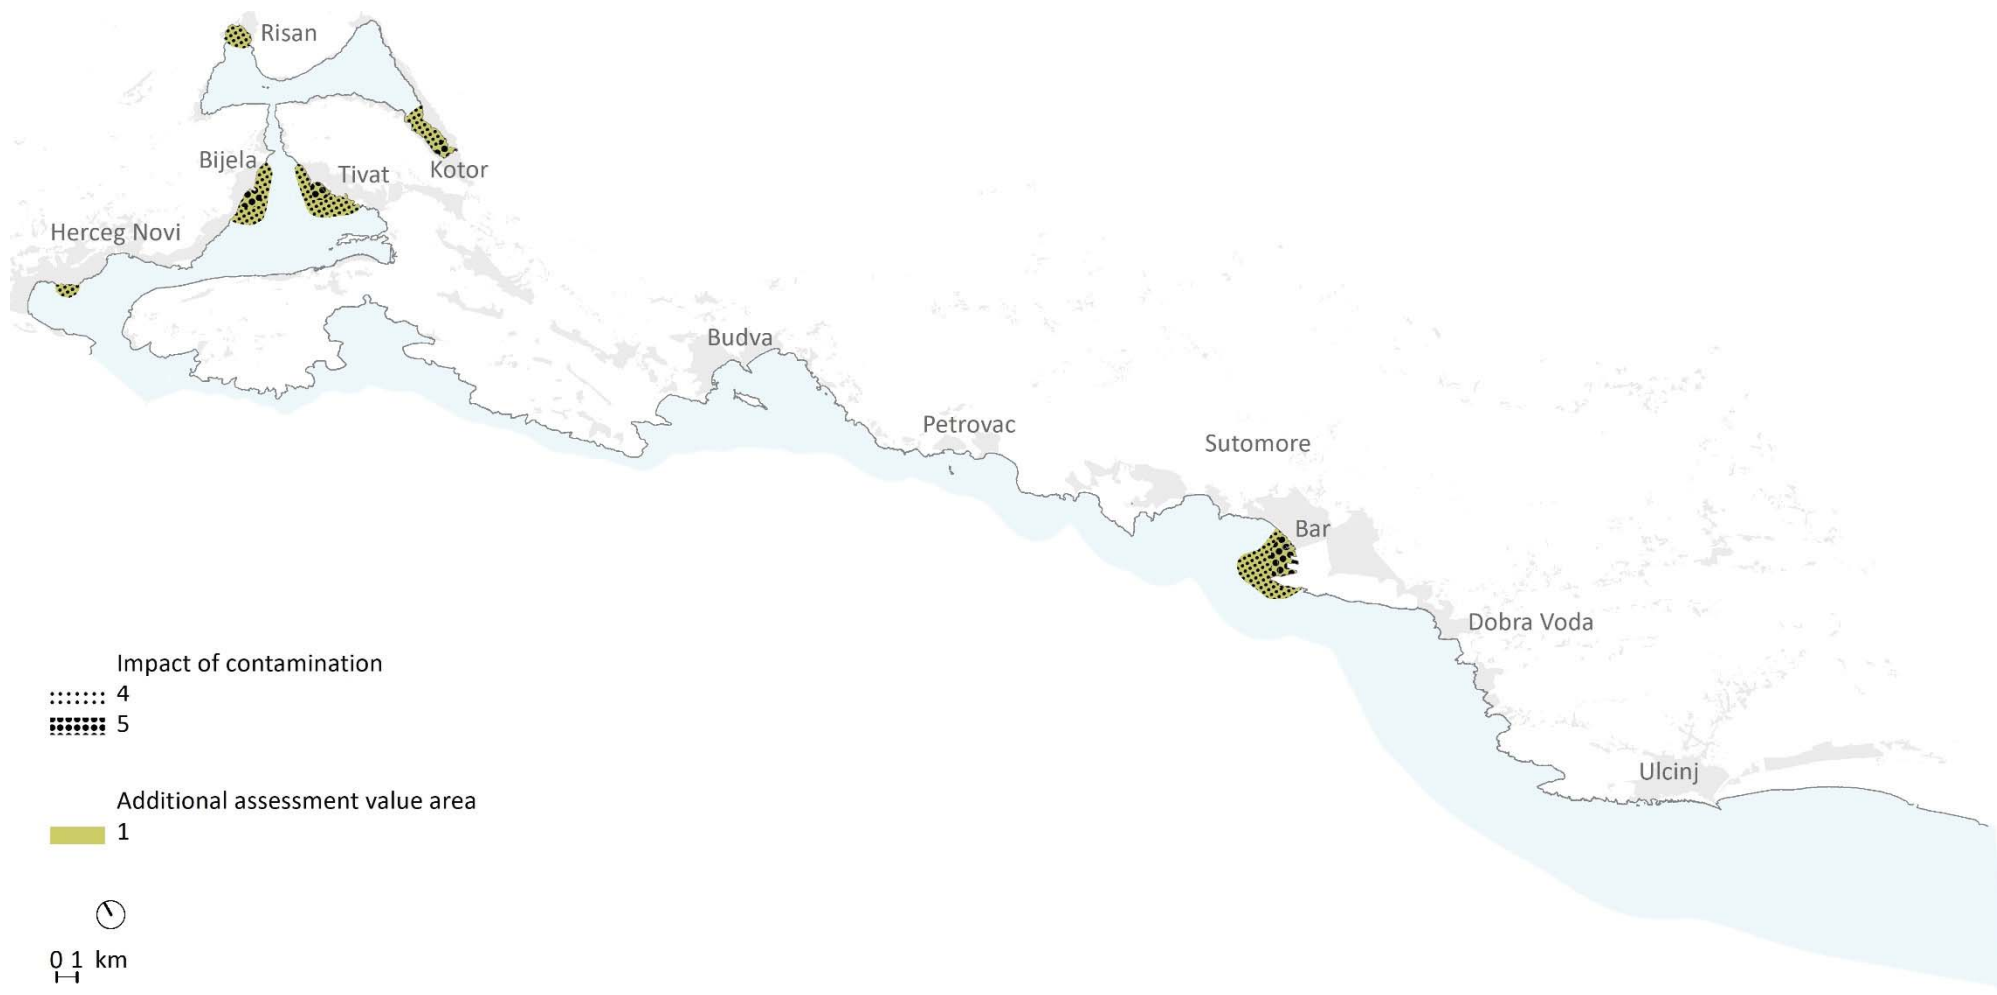 Risan
Bijela
Tivat
Kotor
Herceg Novi
Budva
Petrovac
Sutomore
Bar
Dobra Voda
Ulcinj
Impact of contamination
4
5
Additional assessment value area
1
0 1 km